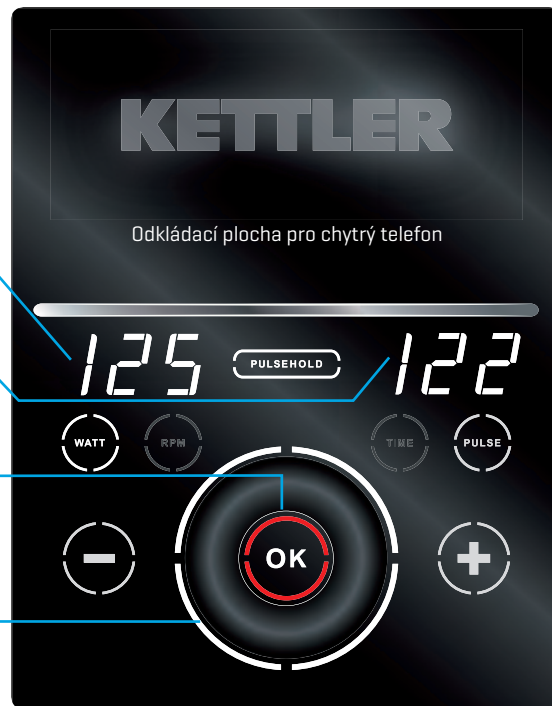 KETTLER
Odkládací plocha pro chytrý telefon
125 PULSEHOLD 122
WATT RPM TIME PULSE
- OK +